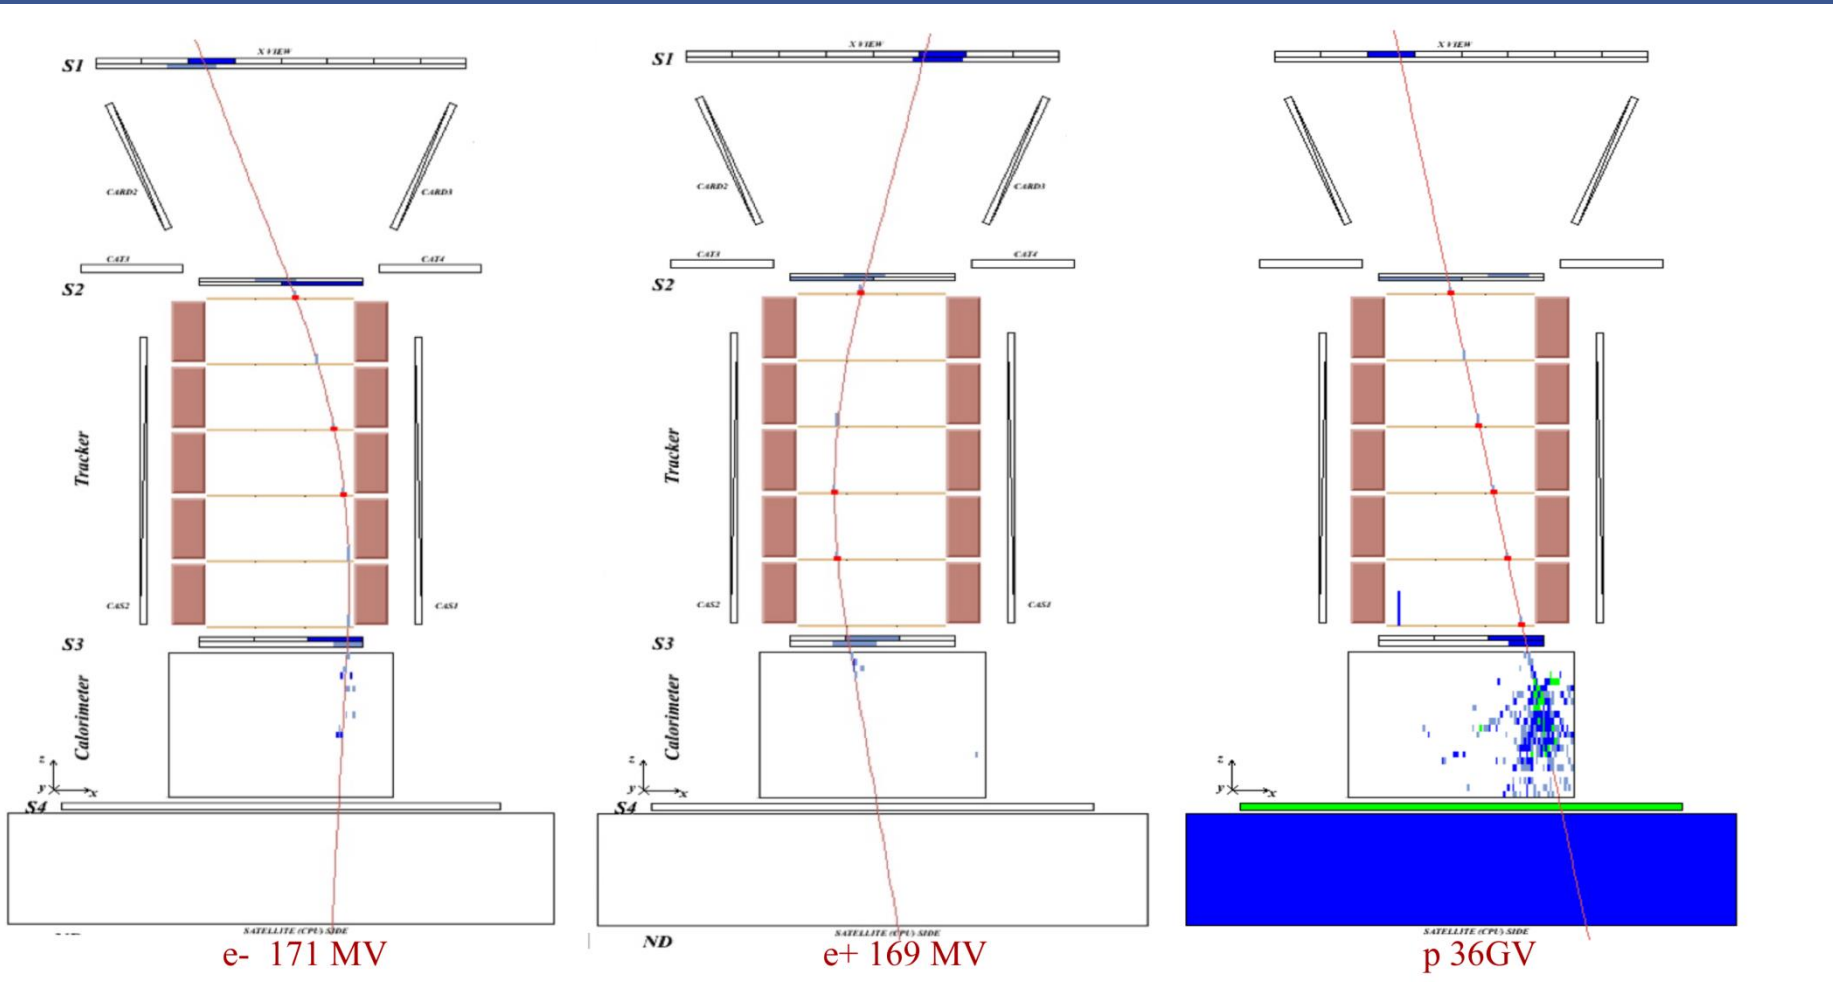 X VIEW
S1
CARD2
CARD3
CAT3
CAT4
S2
Tracker
CAS2
CAS1
S3
Calorimeter
z
y
x
S4
SATELLITE (CPU) SIDE
e- 171 MV
X VIEW
S1
CARD2
CARD3
CAT3
CAT4
S2
Tracker
CAS2
CAS1
S3
Calorimeter
z
y
x
S4
SATELLITE (CPU) SIDE
ND
e+ 169 MV
X VIEW
z
y
x
SATELLITE (CPU) SIDE
p 36GV